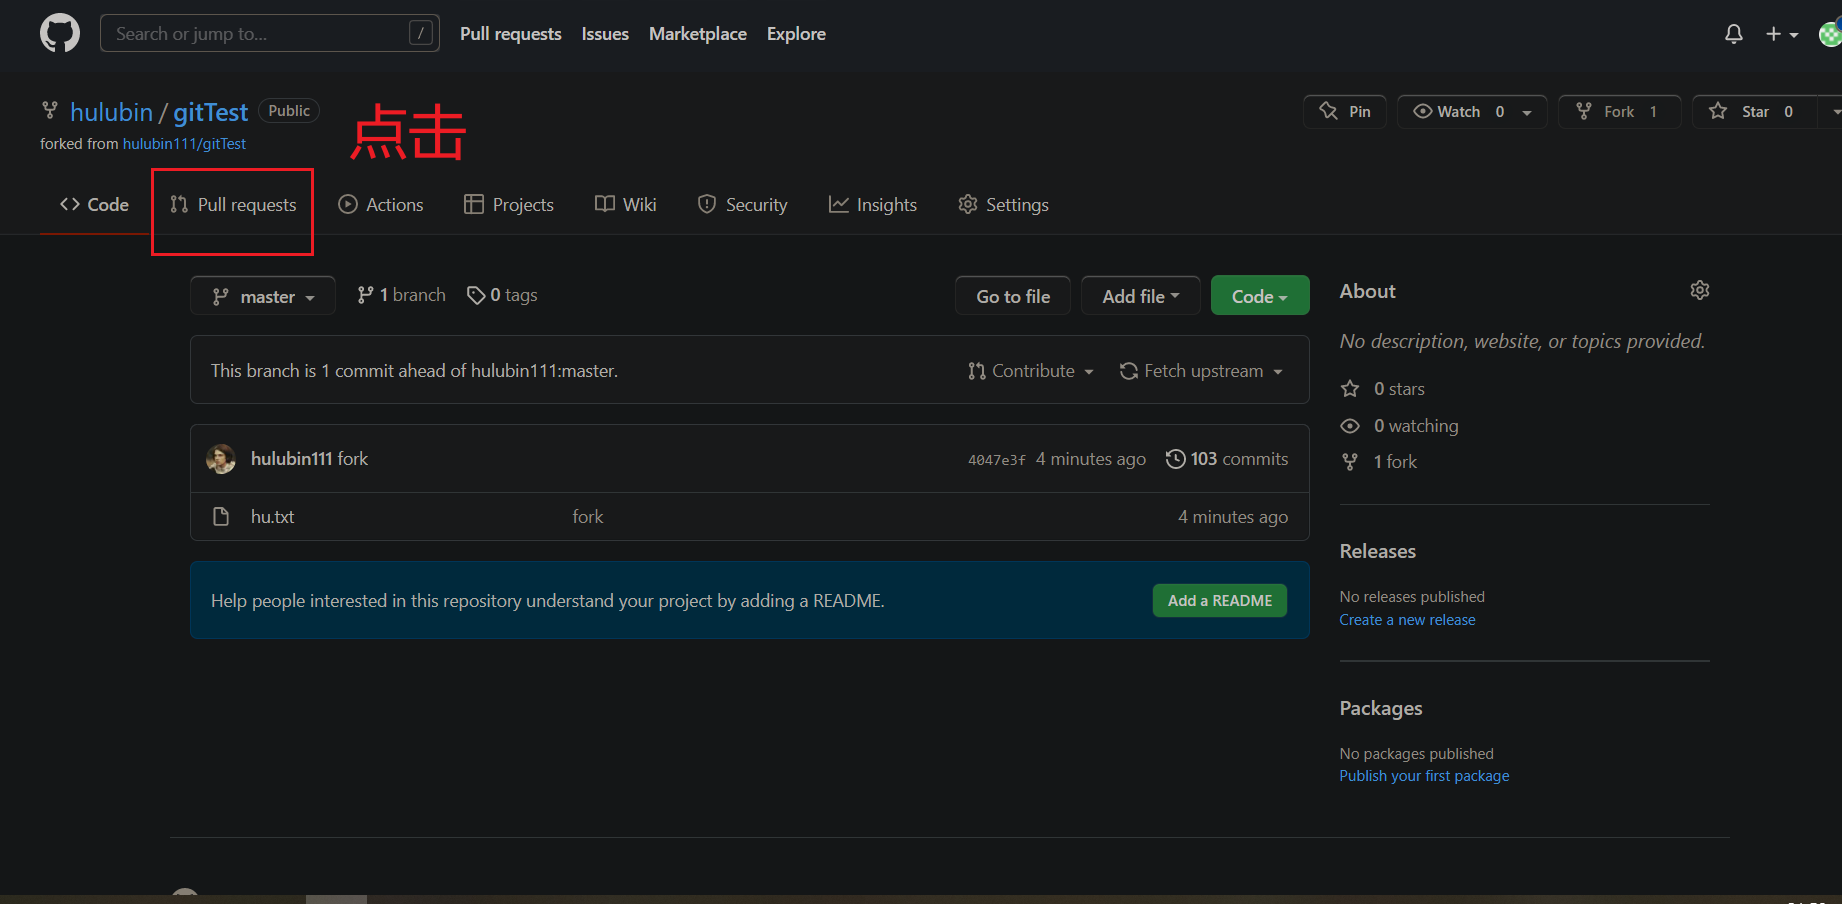 Search or jump to... /
Pull requests Issues Marketplace Explore
hulubin / gitTest Public
点击
Pin Watch 0 Fork 1 Star 0
forked from hulubin111/gitTest
Code Pull requests Actions Projects Wiki Security Insights Settings
master 1 branch 0 tags Go to file Add file Code
This branch is 1 commit ahead of hulubin111:master. Contribute Fetch upstream
hulubin111 fork 4047e3f 4 minutes ago 103 commits
hu.txt fork 4 minutes ago
Help people interested in this repository understand your project by adding a README. Add a README
About
No description, website, or topics provided.
0 stars
0 watching
1 fork
Releases
No releases published
Create a new release
Packages
No packages published
Publish your first package